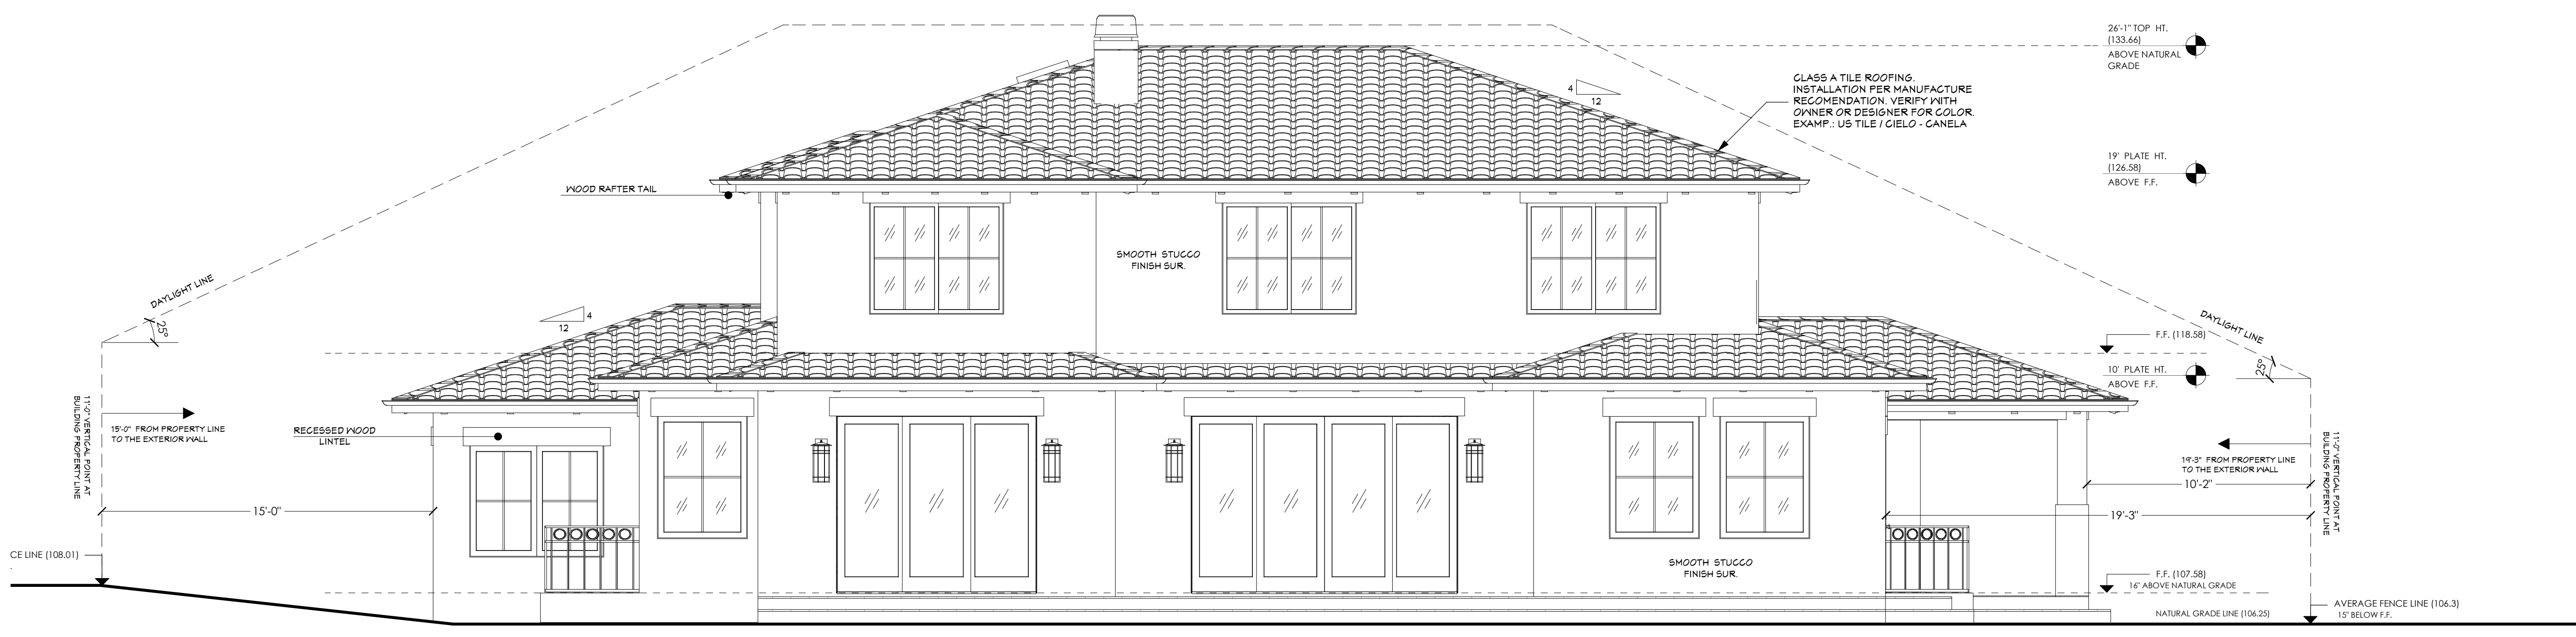 26'-1" TOP HT.
(133.66)
ABOVE NATURAL
GRADE
4
12
CLASS A TILE ROOFING.
INSTALLATION PER MANUFACTURE
RECOMENDATION. VERIFY WITH
OWNER OR DESIGNER FOR COLOR.
EXAMP.: US TILE / CIELO - CANELA
19' PLATE HT.
(126.58)
ABOVE F.F.
WOOD RAFTER TAIL
SMOOTH STUCCO
FINISH SUR.
DAYLIGHT LINE
25°
4
12
DAYLIGHT LINE
25°
F.F. (118.58)
10' PLATE HT.
ABOVE F.F.
11'-0" VERTICAL POINT AT
BUILDING PROPERTY LINE
15'-0" FROM PROPERTY LINE
TO THE EXTERIOR WALL
RECESSED WOOD
LINTEL
15'-0"
19'-3" FROM PROPERTY LINE
TO THE EXTERIOR WALL
10'-2"
19'-3"
11'-0" VERTICAL POINT AT
BUILDING PROPERTY LINE
CE LINE (108.01)
SMOOTH STUCCO
FINISH SUR.
F.F. (107.58)
16" ABOVE NATURAL GRADE
NATURAL GRADE LINE (106.25)
AVERAGE FENCE LINE (106.3)
15" BELOW F.F.